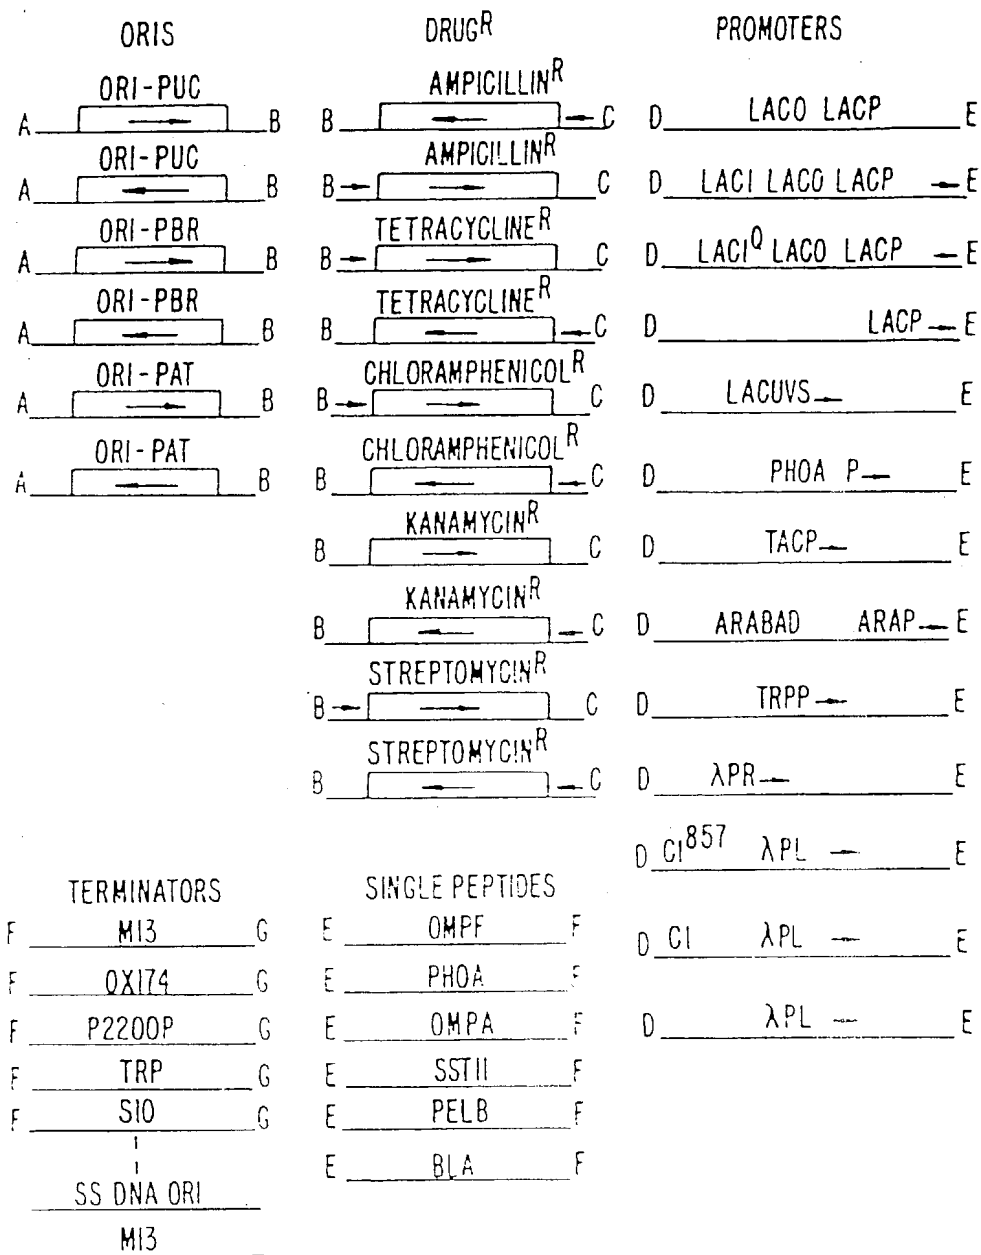 ORIS
ORI-PUC
A B
ORI-PUC
A B
ORI-PBR
A B
ORI-PBR
A B
ORI-PAT
A B
ORI-PAT
A B
DRUGR
AMPICILLINR
B C
AMPICILLINR
B C
TETRACYCLINER
B C
TETRACYCLINER
B C
CHLORAMPHENICOLR
B C
CHLORAMPHENICOLR
B C
KANAMYCINR
B C
KANAMYCINR
B C
STREPTOMYCINR
B C
STREPTOMYCINR
B C
PROMOTERS
D LACO LACP E
D LACI LACO LACP E
D LACIQ LACO LACP E
D LACP E
D LACUVS E
D PHOA P E
D TACP E
D ARABAD ARAP E
D TRPP E
D λPR E
D CI857 λPL E
D CI λPL E
D λPL E
TERMINATORS
F M13 G
F OX174 G
F P2200P G
F TRP G
F S10 G
SS DNA ORI
M13
SINGLE PEPTIDES
E OMPF F
E PHOA F
E OMPA F
E SSTII F
E PELB F
E BLA F